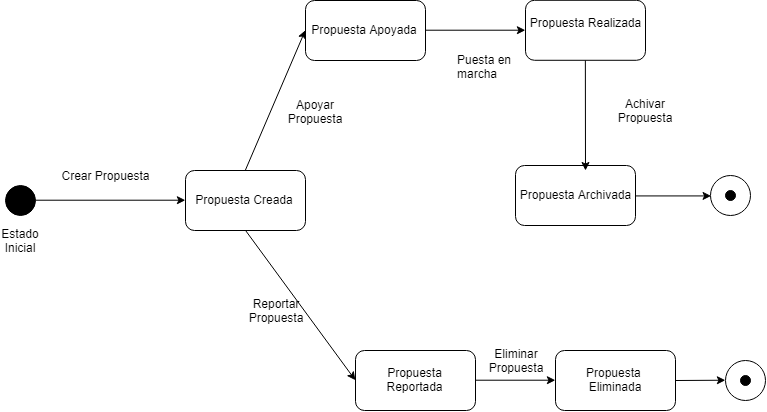 Propuesta Apoyada
Propuesta Realizada
Puesta en
marcha
Apoyar
Propuesta
Achivar
Propuesta
Crear Propuesta
Propuesta Creada
Propuesta Archivada
Estado
Inicial
Reportar
Propuesta
Eliminar
Propuesta
Propuesta
Reportada
Propuesta
Eliminada